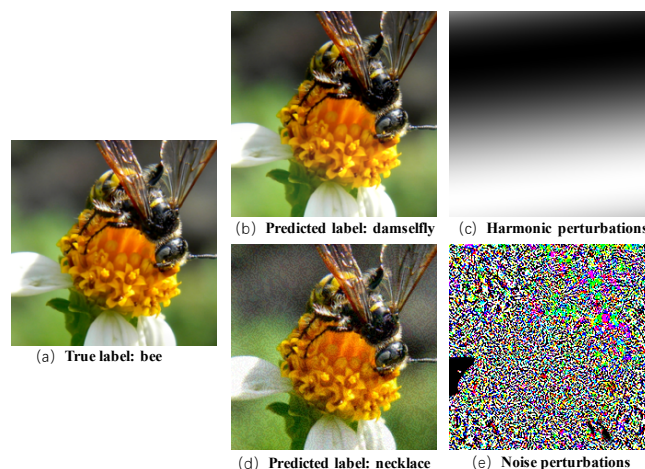 (b) Predicted label: damselfly
(c) Harmonic perturbations
(a) True label: bee
(d) Predicted label: necklace
(e) Noise perturbations